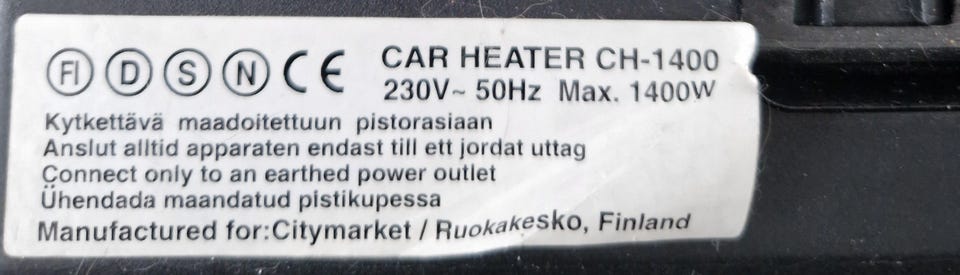 FI D S N CE CAR HEATER CH-1400
230V~ 50Hz Max. 1400W
Kytkettävä maadoitettuun pistorasiaan
Anslut alltid apparaten endast till ett jordat uttag
Connect only to an earthed power outlet
Ühendada maandatud pistikupessa
Manufactured for:Citymarket / Ruokakesko, Finland